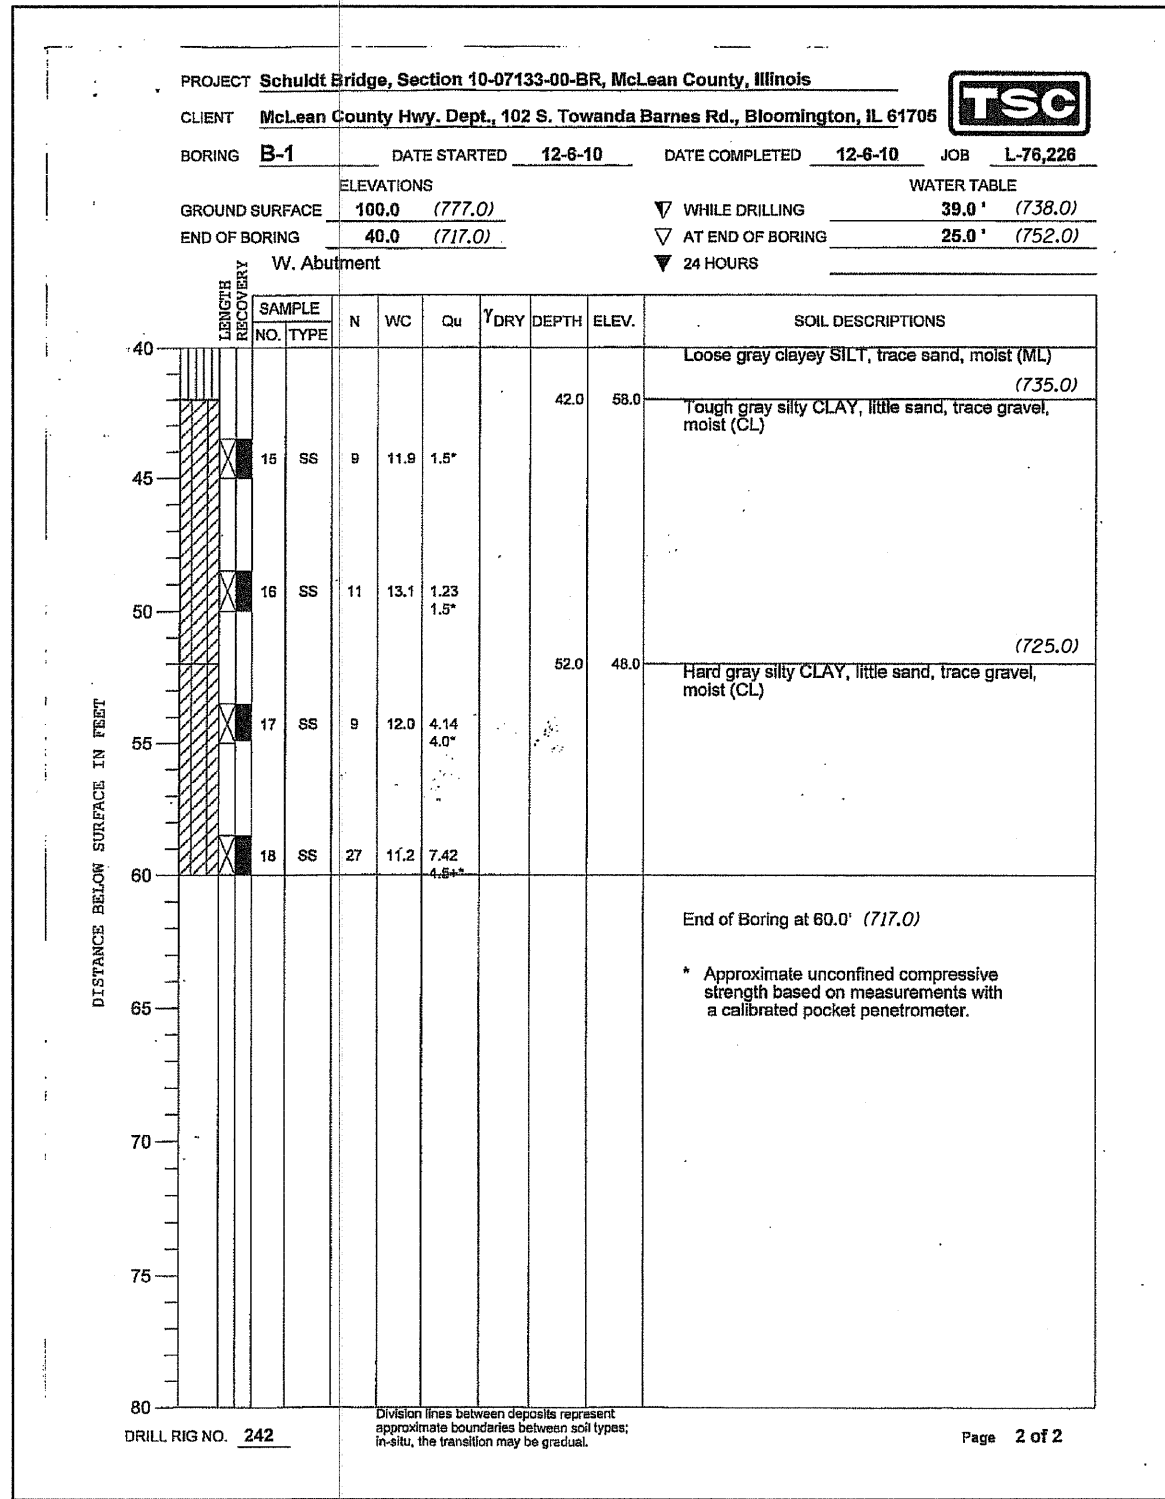 PROJECT Schuldt Bridge, Section 10-07133-00-BR, McLean County, Illinois
TSC
CLIENT McLean County Hwy. Dept., 102 S. Towanda Barnes Rd., Bloomington, IL 61705
BORING B-1 DATE STARTED 12-6-10 DATE COMPLETED 12-6-10 JOB L-76,226
ELEVATIONS WATER TABLE
GROUND SURFACE 100.0 (777.0) WHILE DRILLING 39.0 ' (738.0)
END OF BORING 40.0 (717.0) AT END OF BORING 25.0 ' (752.0)
W. Abutment 24 HOURS
LENGTH
RECOVERY
SAMPLE
NO. TYPE N WC Qu γDRY DEPTH ELEV. SOIL DESCRIPTIONS
40
Loose gray clayey SILT, trace sand, moist (ML)
(735.0)
42.0 58.0
Tough gray silty CLAY, little sand, trace gravel,
moist (CL)
15 SS 9 11.9 1.5*
45
16 SS 11 13.1 1.23
50 1.5*
(725.0)
52.0 48.0
Hard gray silty CLAY, little sand, trace gravel,
moist (CL)
17 SS 9 12.0 4.14
55 4.0*
18 SS 27 11.2 7.42
60 4.5+*
End of Boring at 60.0' (717.0)
* Approximate unconfined compressive
strength based on measurements with
a calibrated pocket penetrometer.
65
70
75
80
DISTANCE BELOW SURFACE IN FEET
Division lines between deposits represent
approximate boundaries between soil types;
in-situ, the transition may be gradual.
DRILL RIG NO. 242 Page 2 of 2